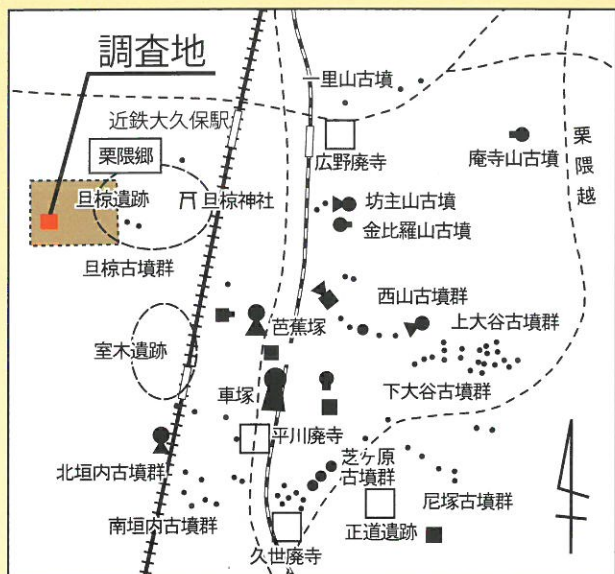 調査地
一里山古墳
近鉄大久保駅
栗隈郷
広野廃寺
庵寺山古墳
栗隈越
旦椋遺跡
旦椋神社
坊主山古墳
金比羅山古墳
旦椋古墳群
西山古墳群
芭蕉塚
上大谷古墳群
室木遺跡
車塚
下大谷古墳群
平川廃寺
芝ヶ原
古墳群
北垣内古墳群
尼塚古墳群
南垣内古墳群
正道遺跡
久世廃寺